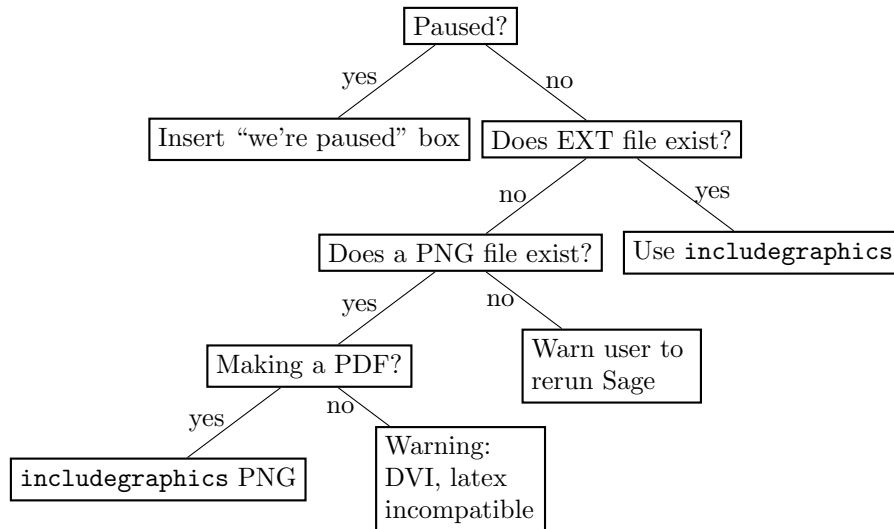 Paused?
yes
no
Insert “we’re paused” box
Does EXT file exist?
no
yes
Does a PNG file exist?
Use includegraphics
yes
no
Making a PDF?
Warn user to
rerun Sage
yes
no
includegraphics PNG
Warning:
DVI, latex
incompatible